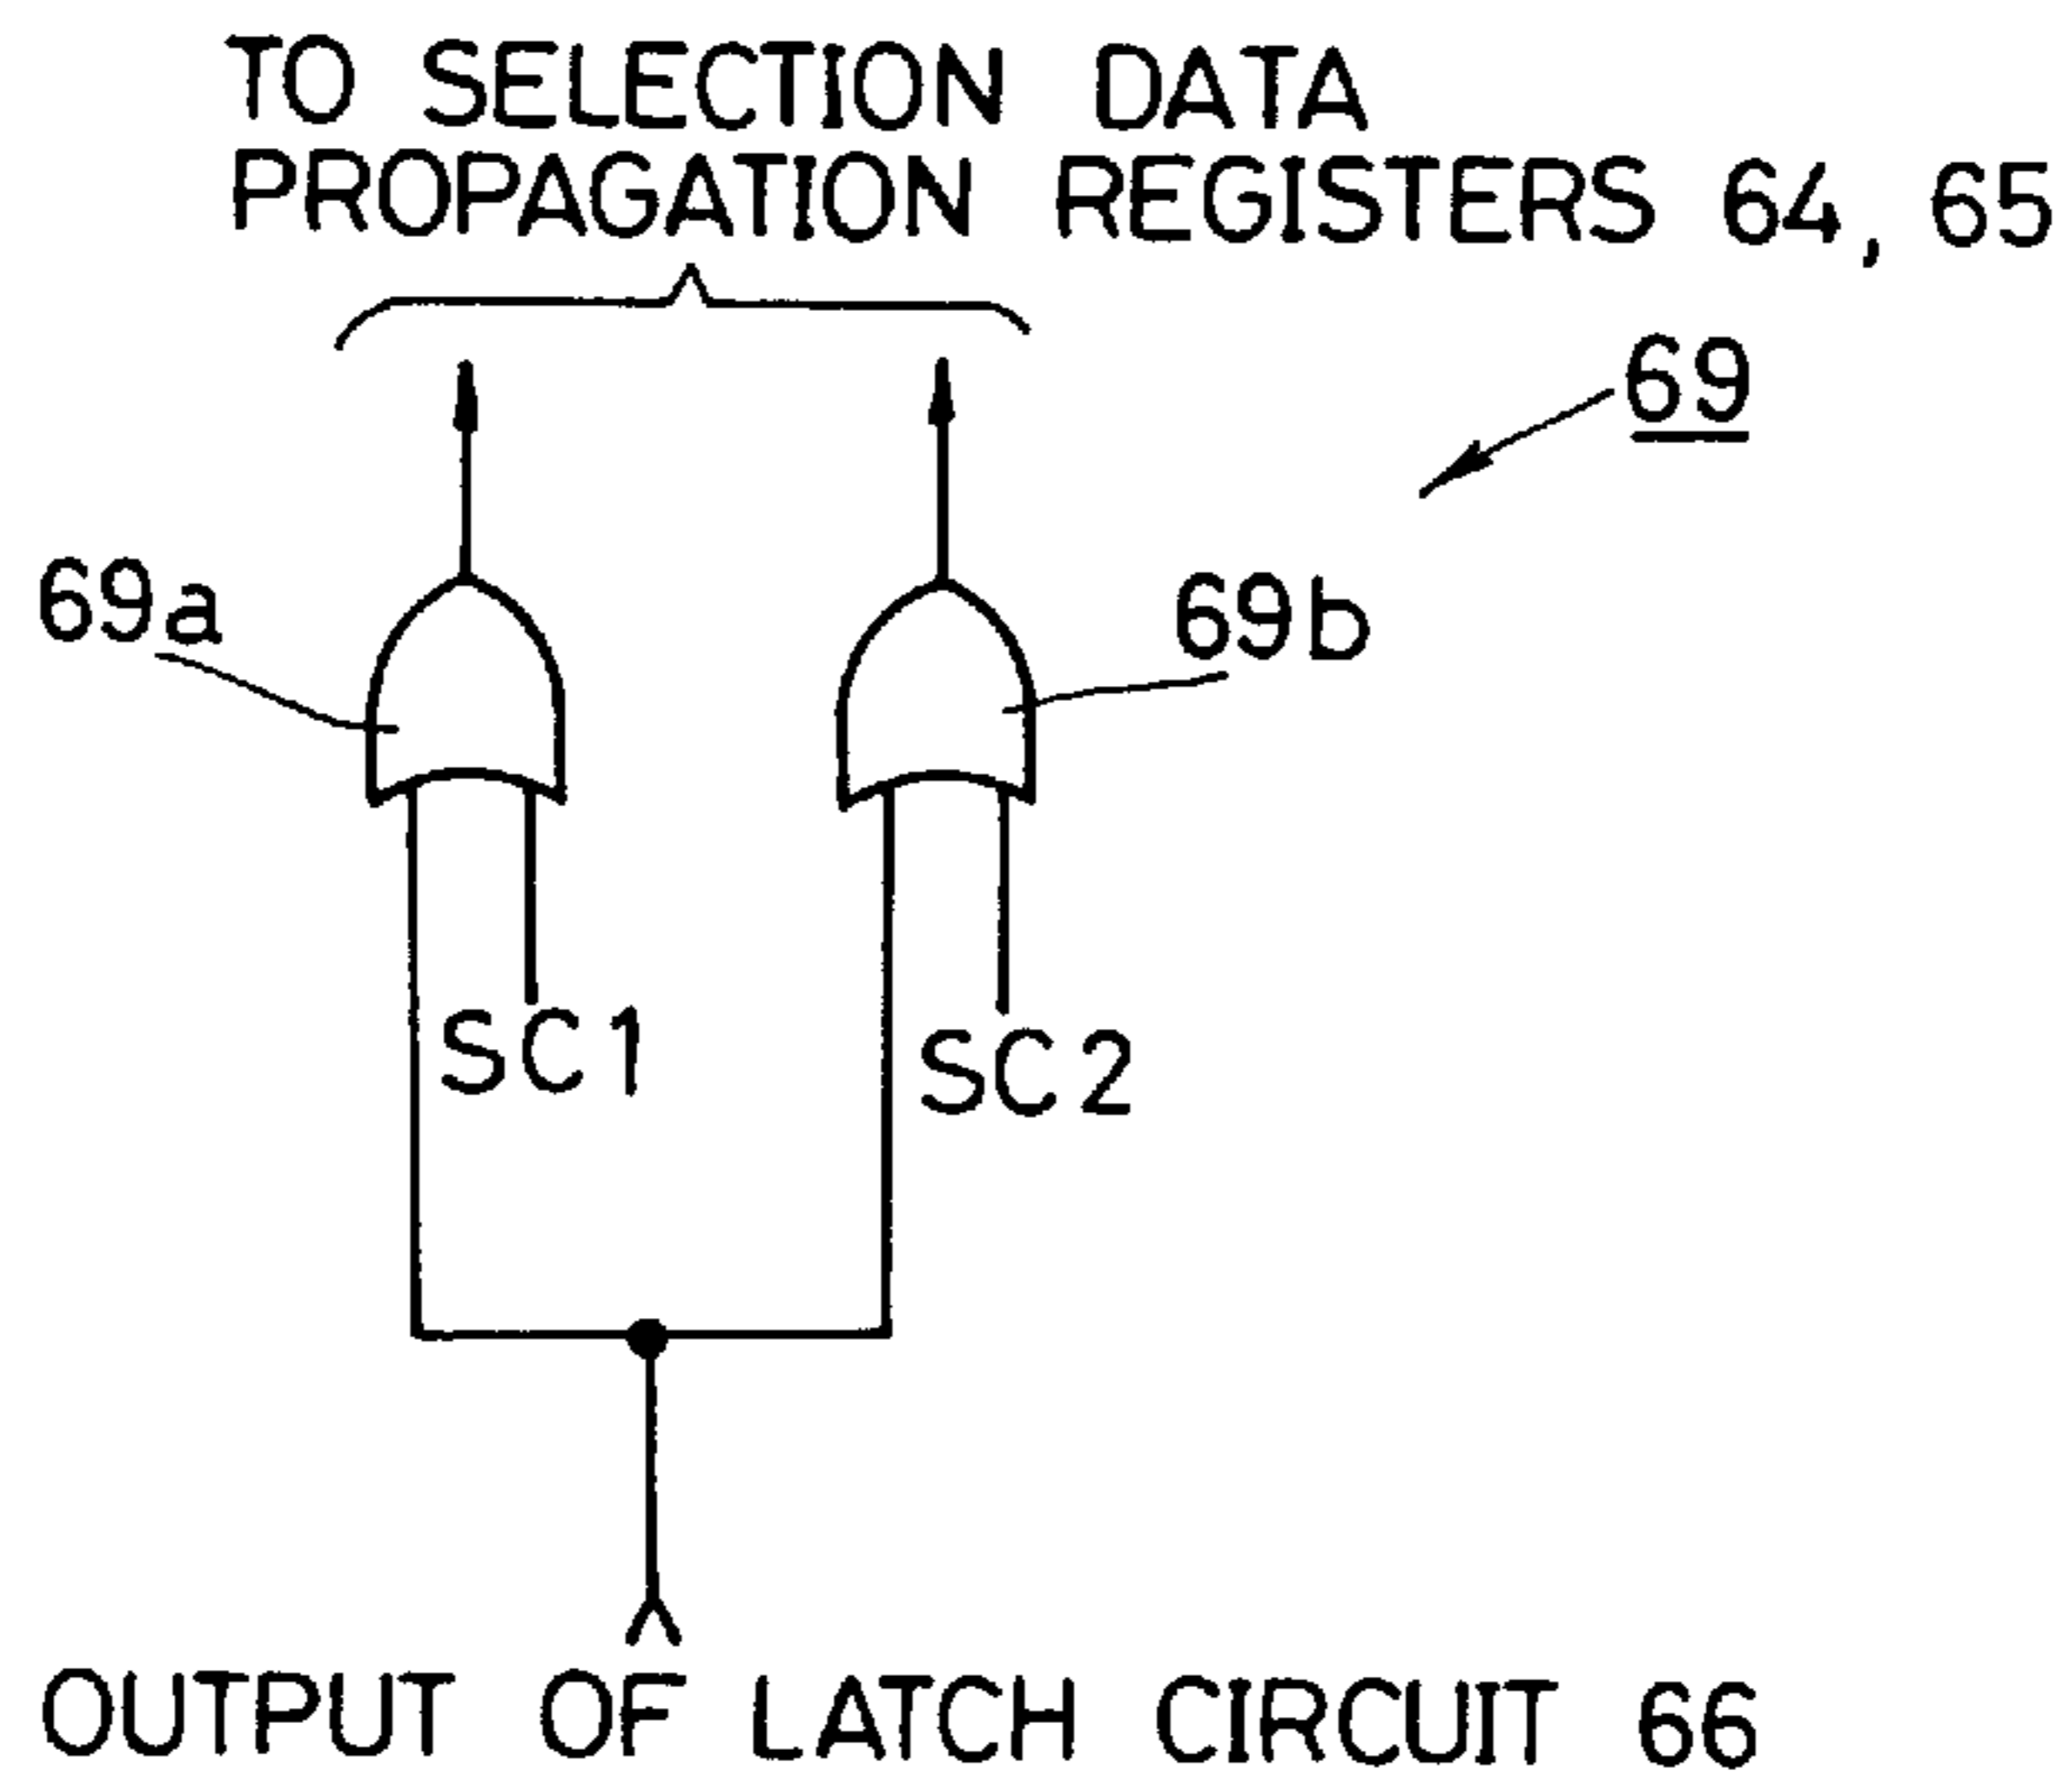 TO SELECTION DATA
PROPAGATION REGISTERS 64, 65
69
69a
69b
SC1
SC2
OUTPUT OF LATCH CIRCUIT 66